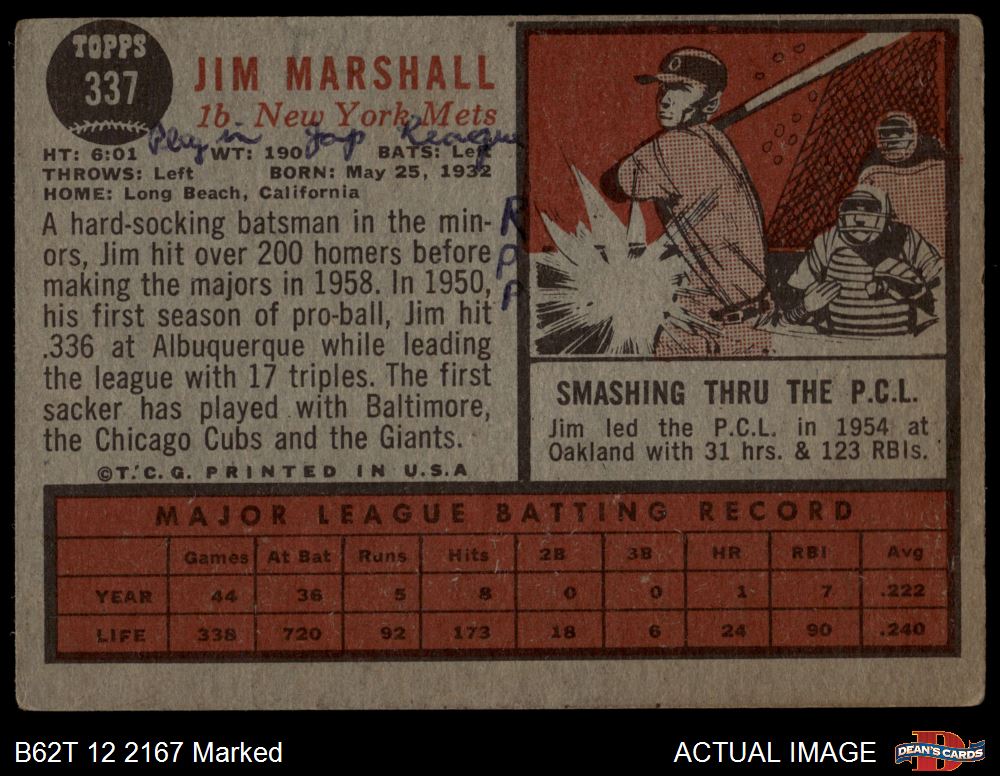 TOPPS
337
JIM MARSHALL
1b. New York Mets
Play in Jap League
HT: 6:01 WT: 190 BATS: Left
THROWS: Left BORN: May 25, 1932
HOME: Long Beach, California
A hard-socking batsman in the min-
ors, Jim hit over 200 homers before
making the majors in 1958. In 1950,
his first season of pro-ball, Jim hit
.336 at Albuquerque while leading
the league with 17 triples. The first
sacker has played with Baltimore,
the Chicago Cubs and the Giants.
©T.C.G. PRINTED IN U.S.A
R
P
P
O
SMASHING THRU THE P.C.L.
Jim led the P.C.L. in 1954 at
Oakland with 31 hrs. & 123 RBIs.
MAJOR LEAGUE BATTING RECORD
Games At Bat Runs Hits 2B 3B HR RBI Avg
YEAR 44 36 5 8 0 0 1 7 .222
LIFE 338 720 92 173 18 6 24 90 .240
B62T 12 2167 Marked
ACTUAL IMAGE
D
DEAN'S CARDS